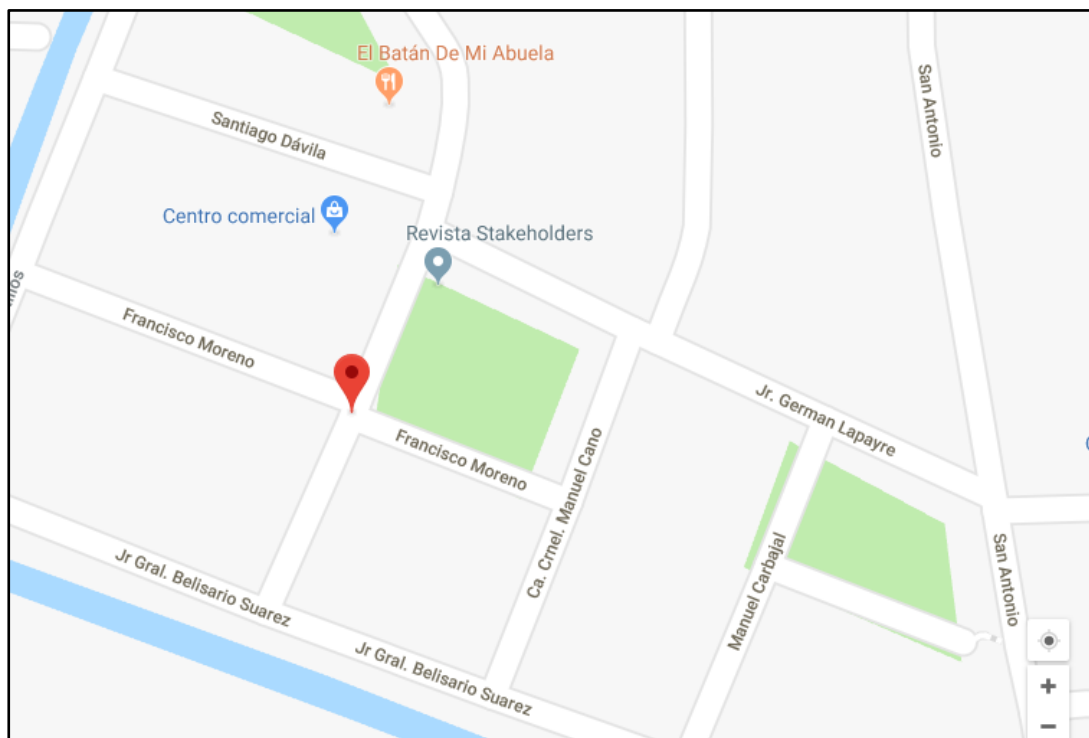 El Batán De Mi Abuela
Santiago Dávila
San Antonio
Centro comercial
Revista Stakeholders
Francisco Moreno
Jr. German Lapayre
Francisco Moreno
Ca. Crnel. Manuel Cano
Jr Gral. Belisario Suarez
Manuel Carbajal
San Antonio
Jr Gral. Belisario Suarez
+
−